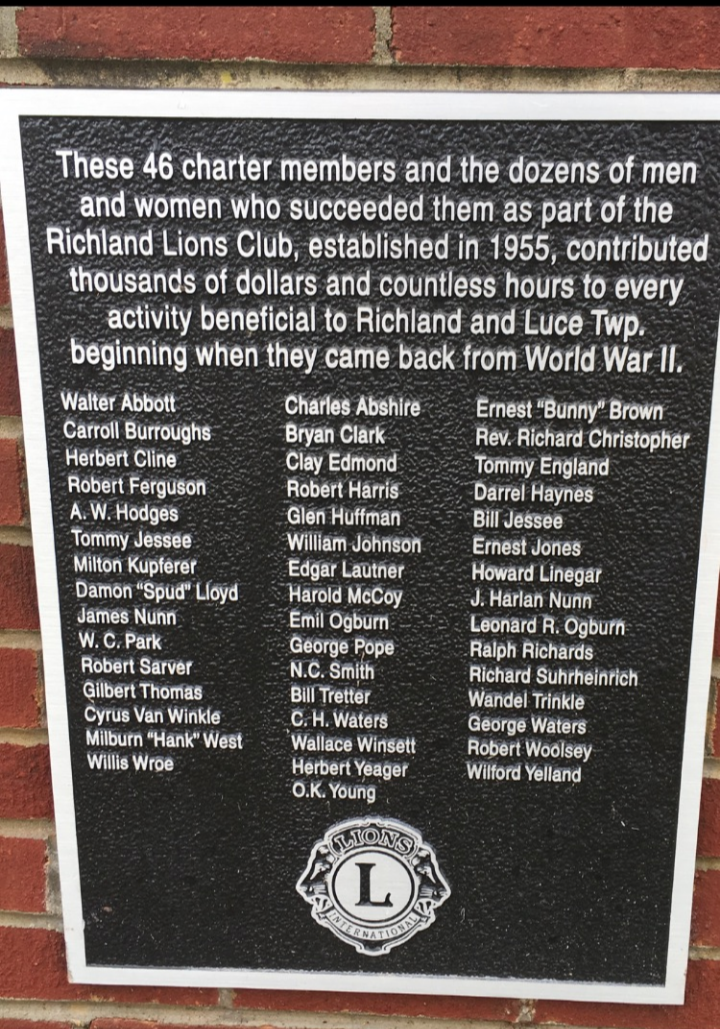 These 46 charter members and the dozens of men
and women who succeeded them as part of the
Richland Lions Club, established in 1955, contributed
thousands of dollars and countless hours to every
activity beneficial to Richland and Luce Twp.
beginning when they came back from World War II.
Walter Abbott
Carroll Burroughs
Herbert Cline
Robert Ferguson
A. W. Hodges
Tommy Jessee
Milton Kupferer
Damon "Spud" Lloyd
James Nunn
W. C. Park
Robert Sarver
Gilbert Thomas
Cyrus Van Winkle
Milburn "Hank" West
Willis Wroe
Charles Abshire
Bryan Clark
Clay Edmond
Robert Harris
Glen Huffman
William Johnson
Edgar Lautner
Harold McCoy
Emil Ogburn
George Pope
N.C. Smith
Bill Tretter
C. H. Waters
Wallace Winsett
Herbert Yeager
O.K. Young
Ernest "Bunny" Brown
Rev. Richard Christopher
Tommy England
Darrel Haynes
Bill Jessee
Ernest Jones
Howard Linegar
J. Harlan Nunn
Leonard R. Ogburn
Ralph Richards
Richard Suhrheinrich
Wandel Trinkle
George Waters
Robert Woolsey
Wilford Yelland
LIONS
L
INTERNATIONAL